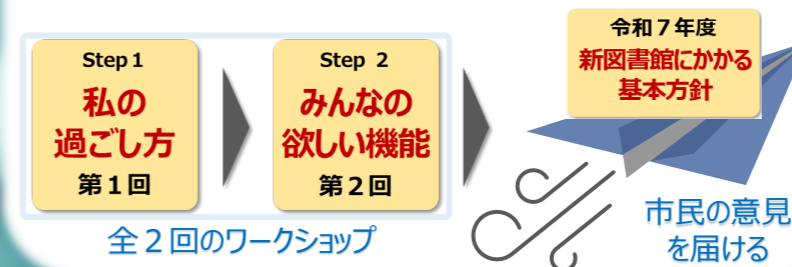 Step1
私の
過ごし方
第1回
Step 2
みんなの
欲しい機能
第2回
全2回のワークショップ
令和7年度
新図書館にかかる
基本方針
市民の意見
を届ける